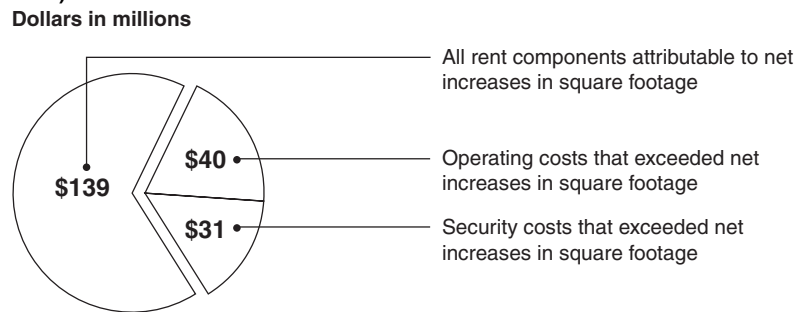 Dollars in millions
All rent components attributable to net
increases in square footage
$139
$40
Operating costs that exceeded net
increases in square footage
$31
Security costs that exceeded net
increases in square footage